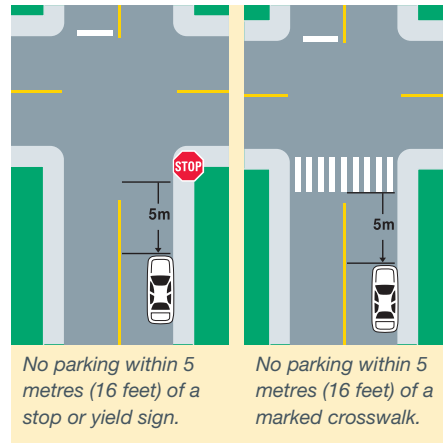 STOP
5m
No parking within 5
metres (16 feet) of a
stop or yield sign.
5m
No parking within 5
metres (16 feet) of a
marked crosswalk.